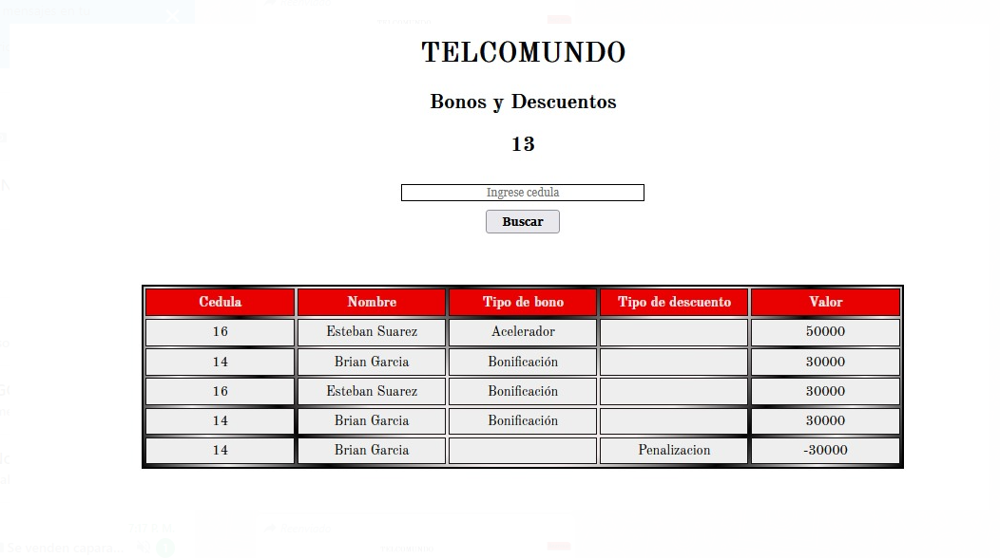 TELCOMUNDO
Bonos y Descuentos
13
Ingrese cedula
Buscar
Cedula Nombre Tipo de bono Tipo de descuento Valor
16 Esteban Suarez Acelerador 50000
14 Brian Garcia Bonificación 30000
16 Esteban Suarez Bonificación 30000
14 Brian Garcia Bonificación 30000
14 Brian Garcia Penalizacion -30000